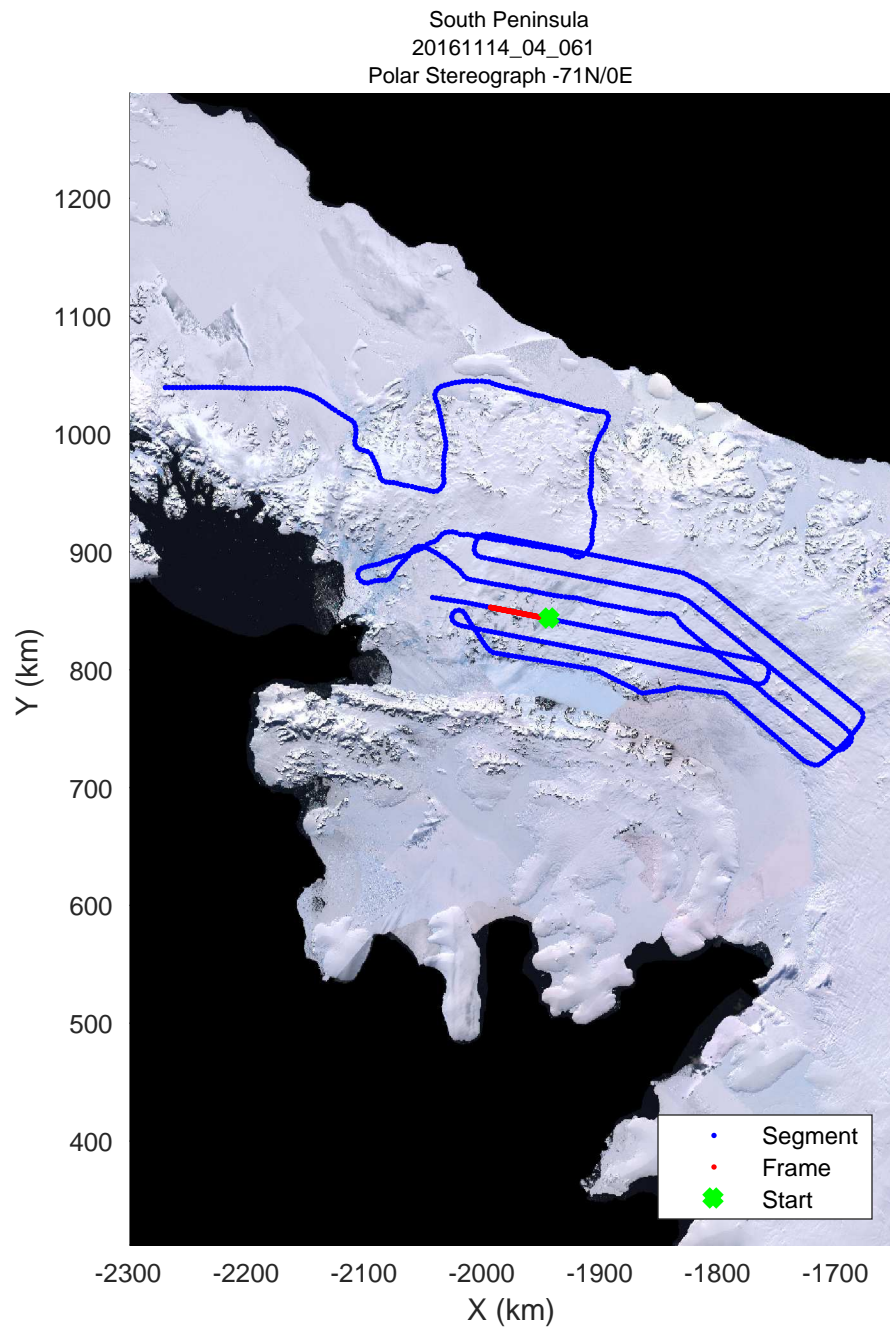 South Peninsula
20161114_04_061
Polar Stereograph -71N/0E
1200
1100
1000
900
800
700
600
500
400
Y (km)
-2300 -2200 -2100 -2000 -1900 -1800 -1700
X (km)
Segment
Frame
Start